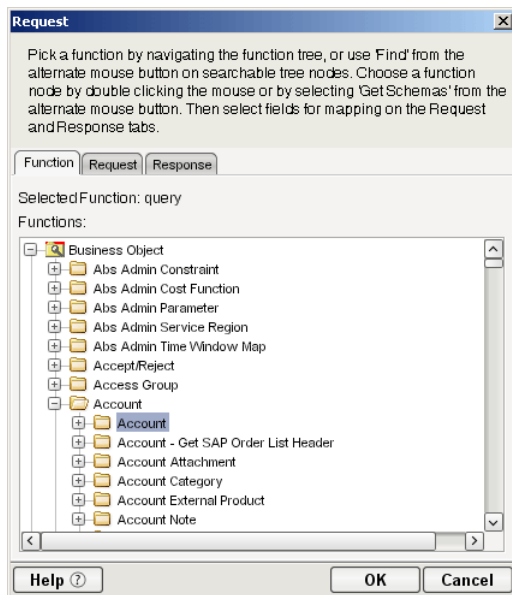 Request
Pick a function by navigating the function tree, or use 'Find' from the
alternate mouse button on searchable tree nodes. Choose a function
node by double clicking the mouse or by selecting 'Get Schemas' from the
alternate mouse button. Then select fields for mapping on the Request
and Response tabs.
Function Request Response
Selected Function: query
Functions:
Business Object
Abs Admin Constraint
Abs Admin Cost Function
Abs Admin Parameter
Abs Admin Service Region
Abs Admin Time Window Map
Accept/Reject
Access Group
Account
Account
Account - Get SAP Order List Header
Account Attachment
Account Category
Account External Product
Account Note
Help ? OK Cancel